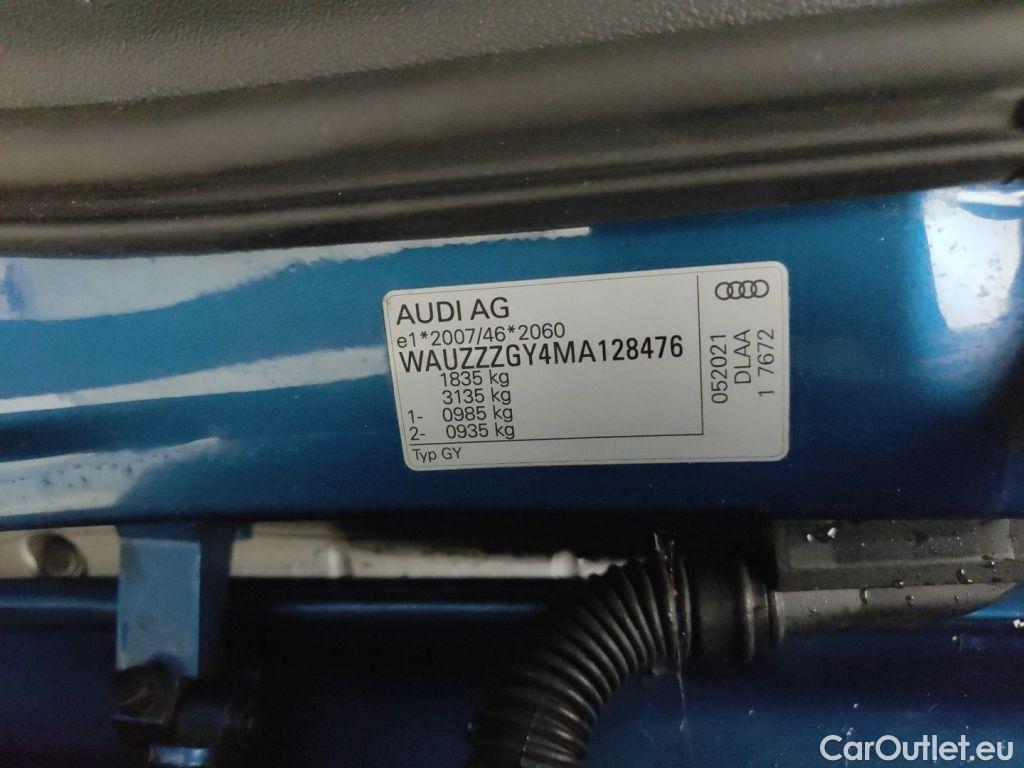 AUDI AG
e1*2007/46*2060
WAUZZZGY4MA128476
1835 kg
3135 kg
1- 0985 kg
2- 0935 kg
Typ GY
052021
DLAA
1 7672
CarOutlet.eu